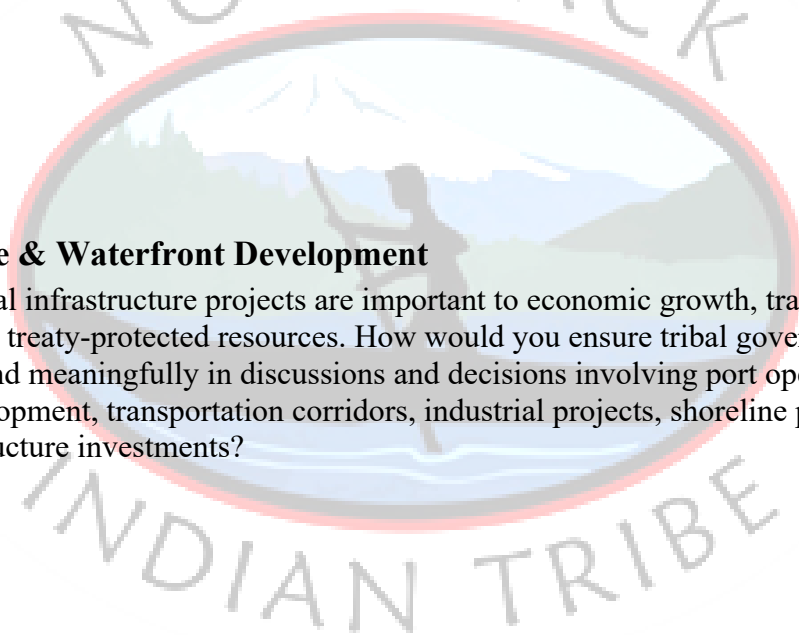 e & Waterfront Development
al infrastructure projects are important to economic growth, tra
treaty-protected resources. How would you ensure tribal gover
nd meaningfully in discussions and decisions involving port ope
opment, transportation corridors, industrial projects, shoreline p
ucture investments?
INDIAN TRIBE